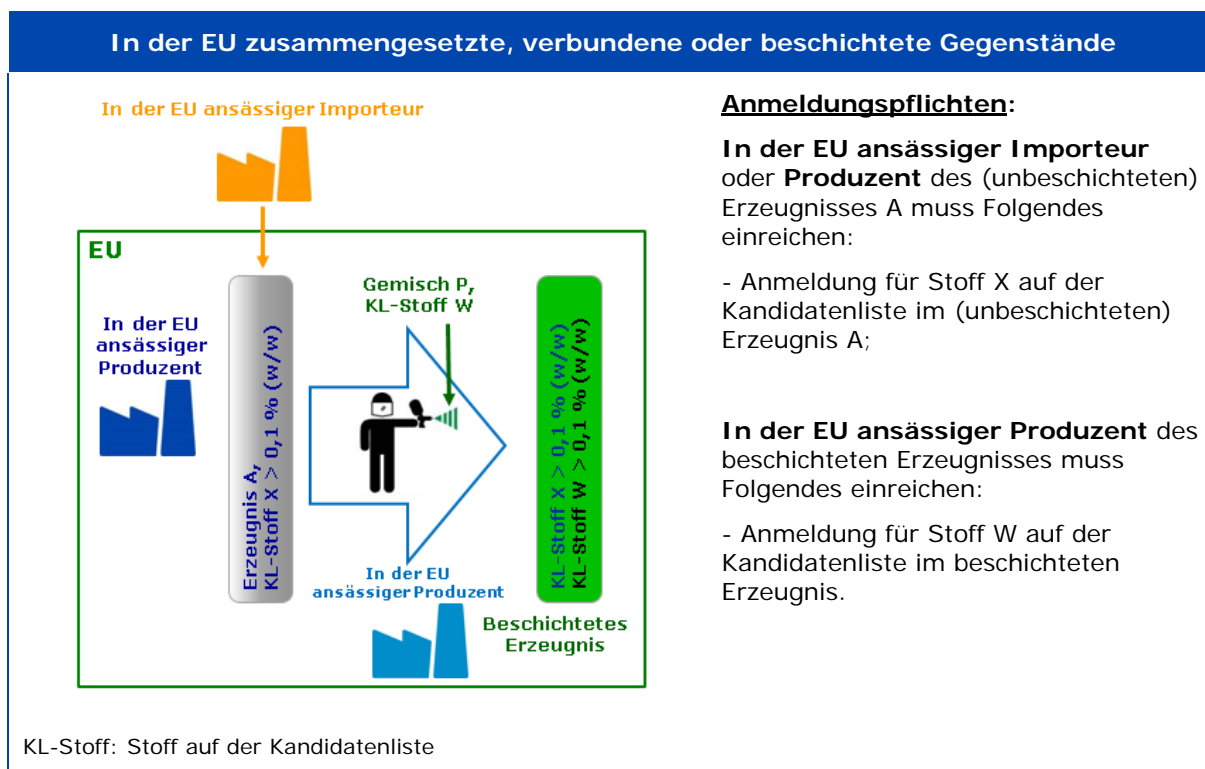 In der EU zusammengesetzte, verbundene oder beschichtete Gegenstände
In der EU ansässiger Importeur
EU
In der EU
ansässiger
Produzent
Erzeugnis A,
KL-Stoff X > 0,1 % (w/w)
Gemisch P,
KL-Stoff W
In der EU
ansässiger Produzent
KL-Stoff X > 0,1 % (w/w)
KL-Stoff W > 0,1 % (w/w)
Beschichtetes
Erzeugnis
Anmeldungspflichten:
In der EU ansässiger Importeur
oder Produzent des (unbeschichteten)
Erzeugnisses A muss Folgendes
einreichen:
- Anmeldung für Stoff X auf der
Kandidatenliste im (unbeschichteten)
Erzeugnis A;
In der EU ansässiger Produzent des
beschichteten Erzeugnisses muss
Folgendes einreichen:
- Anmeldung für Stoff W auf der
Kandidatenliste im beschichteten
Erzeugnis.
KL-Stoff: Stoff auf der Kandidatenliste